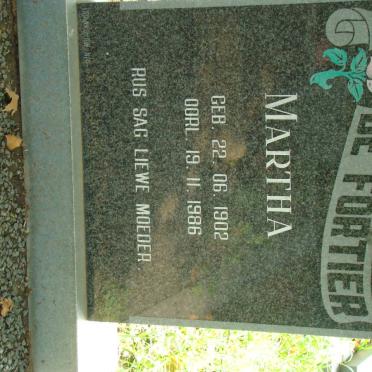 DE FORTIER
MARTHA
GEB. 22. 06. 1902
OORL. 19. 11. 1986
RUS SAG LIEWE MOEDER.